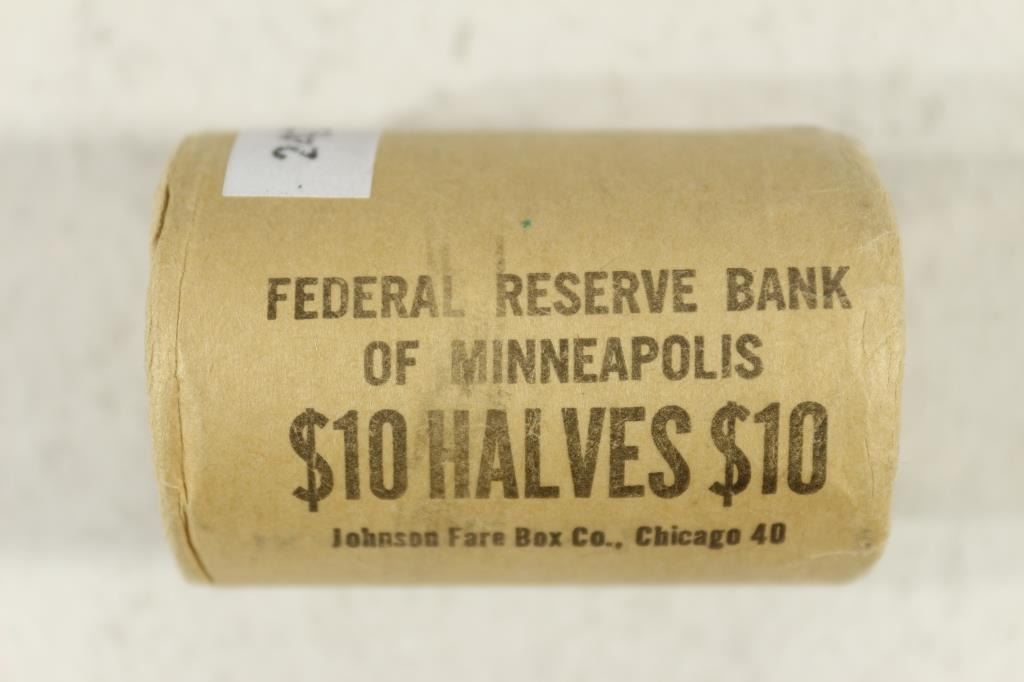 FEDERAL RESERVE BANK
OF MINNEAPOLIS
$10 HALVES $10
Johnson Fare Box Co., Chicago 40